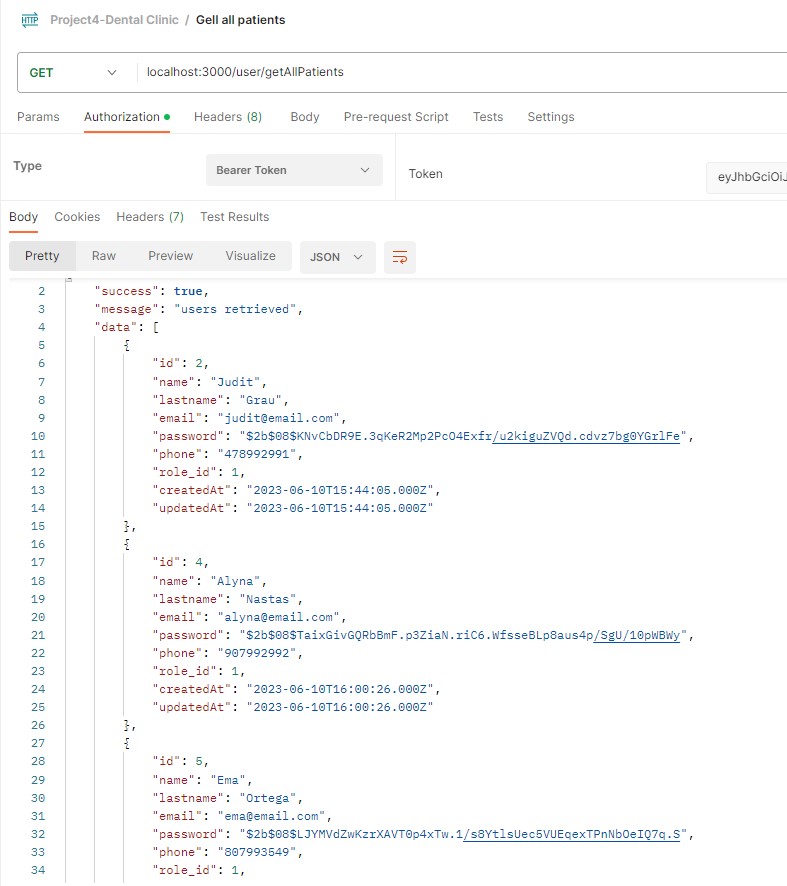 HTTP Project4-Dental Clinic / Gell all patients
GET localhost:3000/user/getAllPatients
Params Authorization Headers (8) Body Pre-request Script Tests Settings
Type Bearer Token Token eyJhbGciOiJ
Body Cookies Headers (7) Test Results
Pretty Raw Preview Visualize JSON
2 "success": true,
3 "message": "users retrieved",
4 "data": [
5 {
6 "id": 2,
7 "name": "Judit",
8 "lastname": "Grau",
9 "email": "judit@email.com",
10 "password": "$2b$08$KNvCbDR9E.3qKeR2Mp2PcO4Exfr/u2kiguZVQd.cdvz7bg0YGrlFe",
11 "phone": "478992991",
12 "role_id": 1,
13 "createdAt": "2023-06-10T15:44:05.000Z",
14 "updatedAt": "2023-06-10T15:44:05.000Z"
15 },
16 {
17 "id": 4,
18 "name": "Alyna",
19 "lastname": "Nastas",
20 "email": "alyna@email.com",
21 "password": "$2b$08$TaixGivGQRbBmF.p3ZiaN.riC6.WfsseBLp8aus4p/SgU/10pWBWy",
22 "phone": "907992992",
23 "role_id": 1,
24 "createdAt": "2023-06-10T16:00:26.000Z",
25 "updatedAt": "2023-06-10T16:00:26.000Z"
26 },
27 {
28 "id": 5,
29 "name": "Ema",
30 "lastname": "Ortega",
31 "email": "ema@email.com",
32 "password": "$2b$08$LJYMVdZwKzrXAVT0p4xTw.1/s8YtlsUec5VUEqexTPnNbOeIQ7q.S",
33 "phone": "807993549",
34 "role_id": 1,